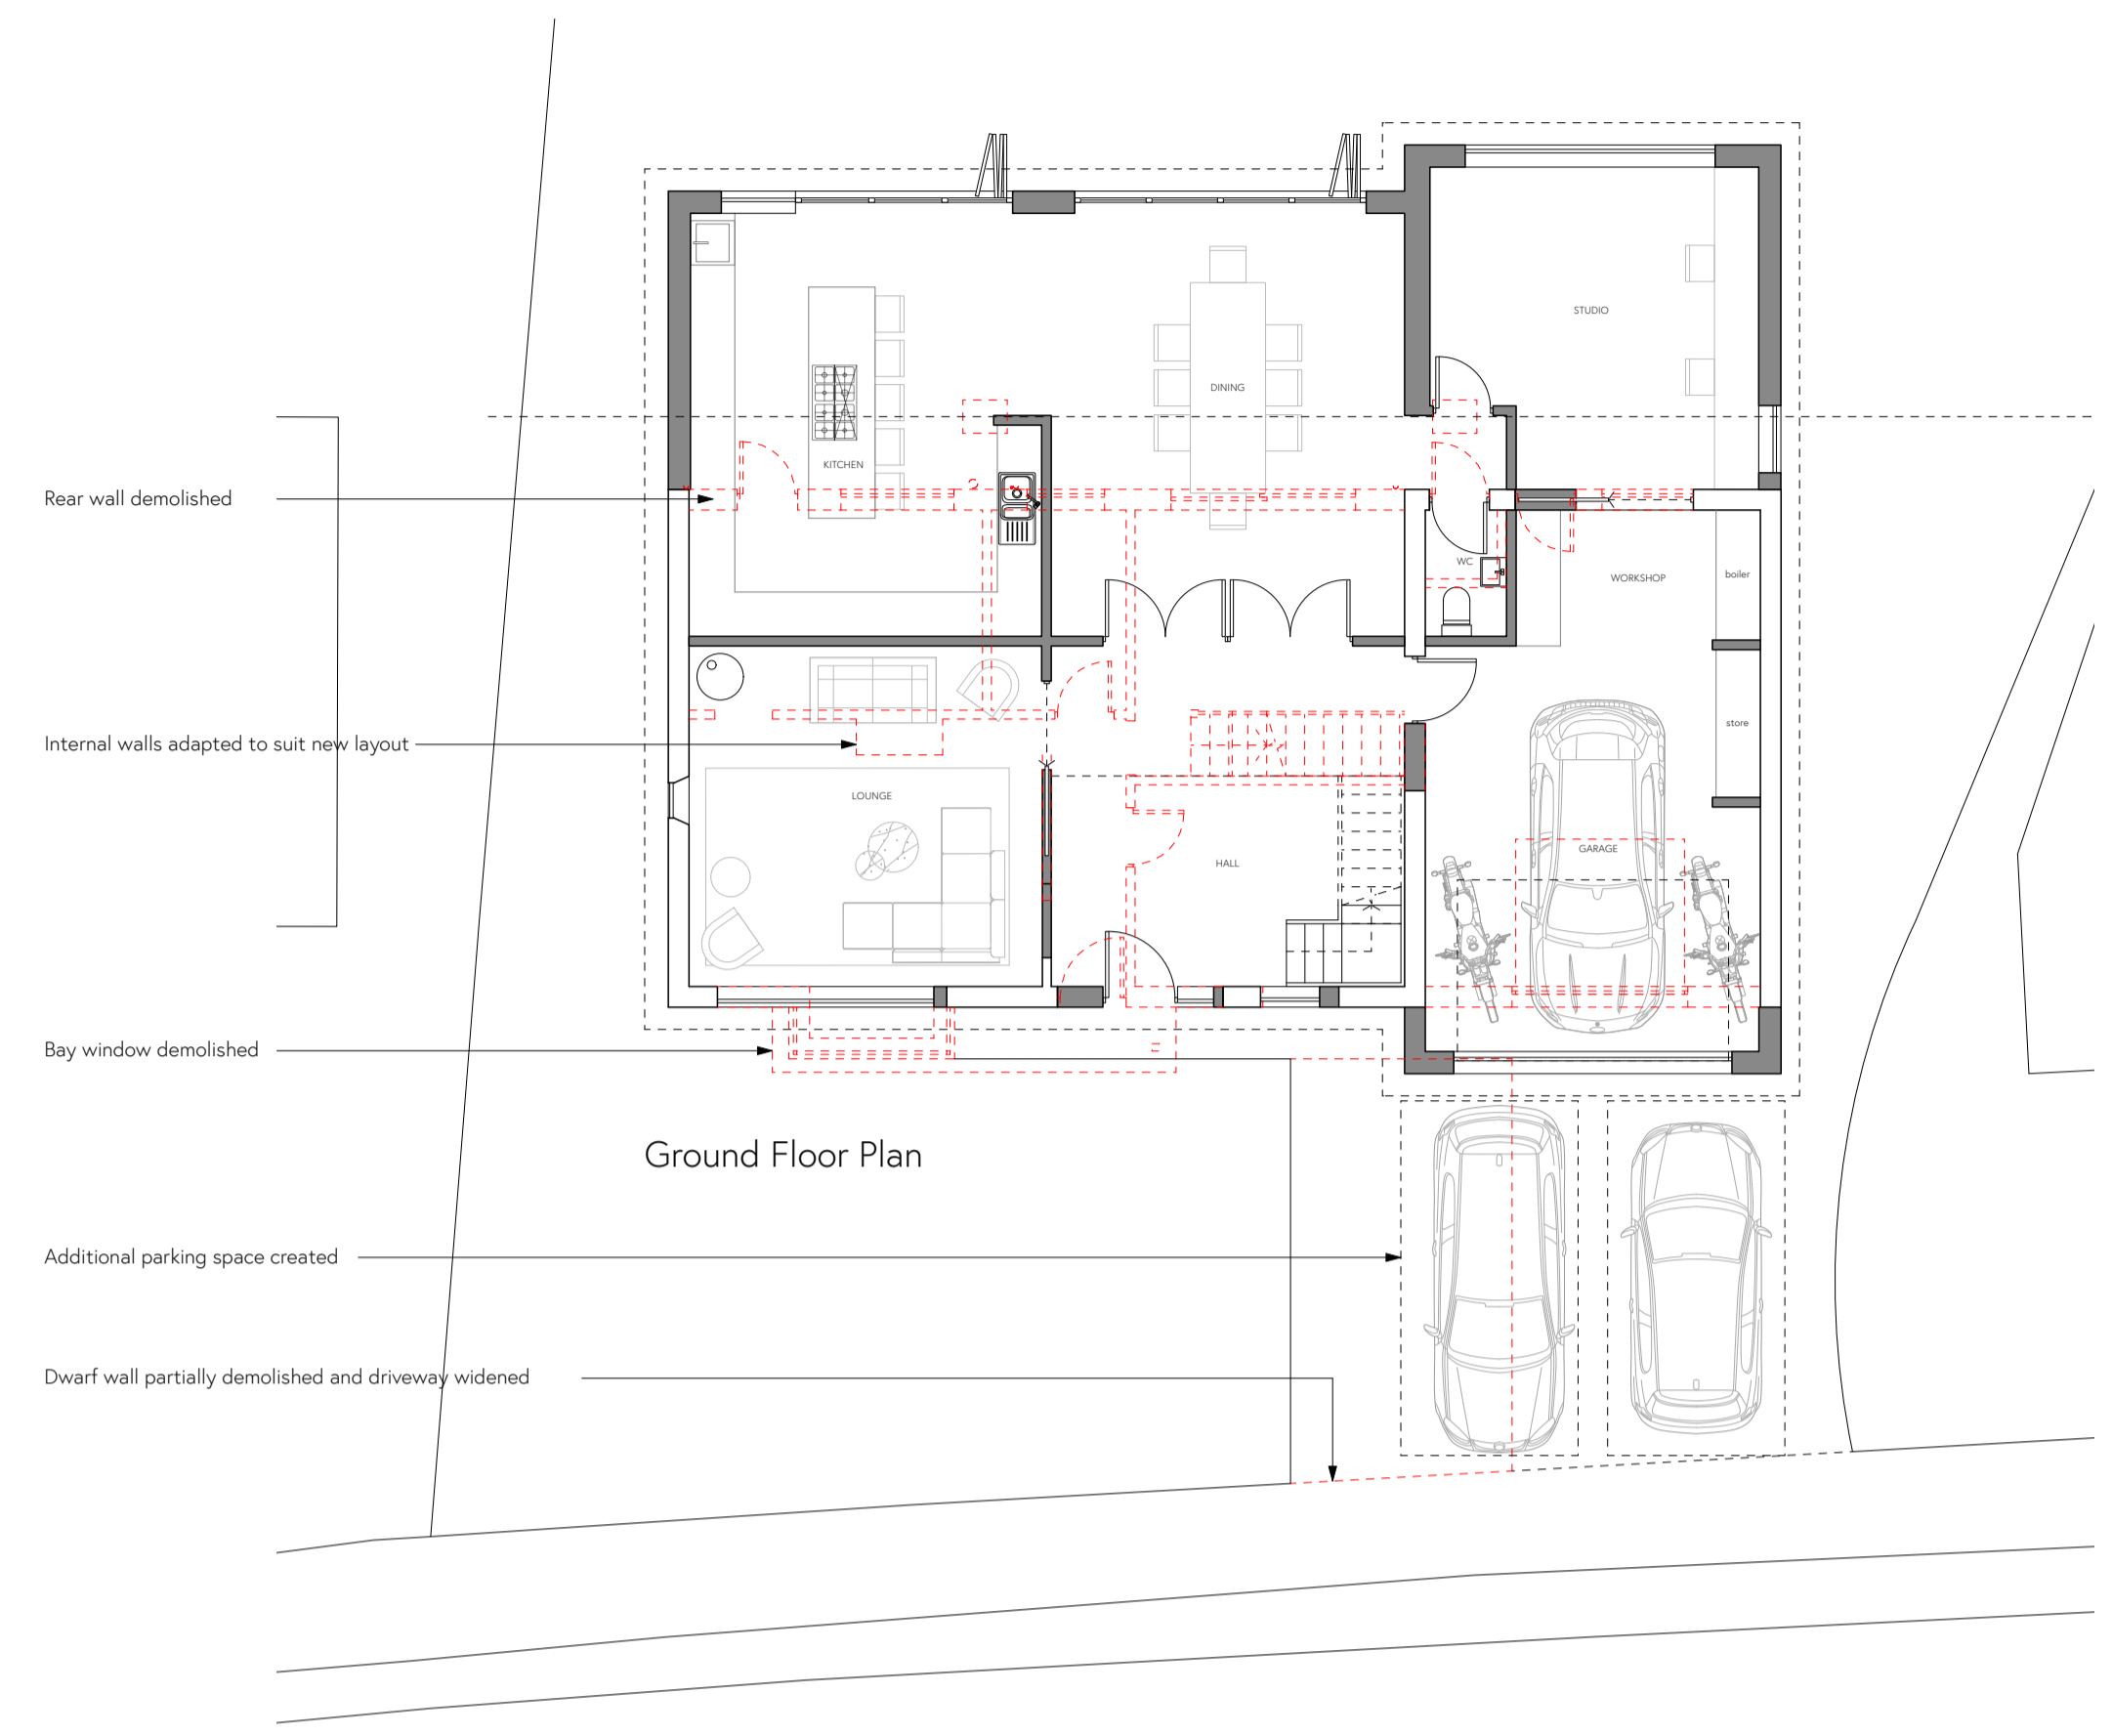 STUDIO
DINING
KITCHEN
Rear wall demolished
WC
WORKSHOP
boiler
store
Internal walls adapted to suit new layout
LOUNGE
GARAGE
HALL
Bay window demolished
Ground Floor Plan
Additional parking space created
Dwarf wall partially demolished and driveway widened